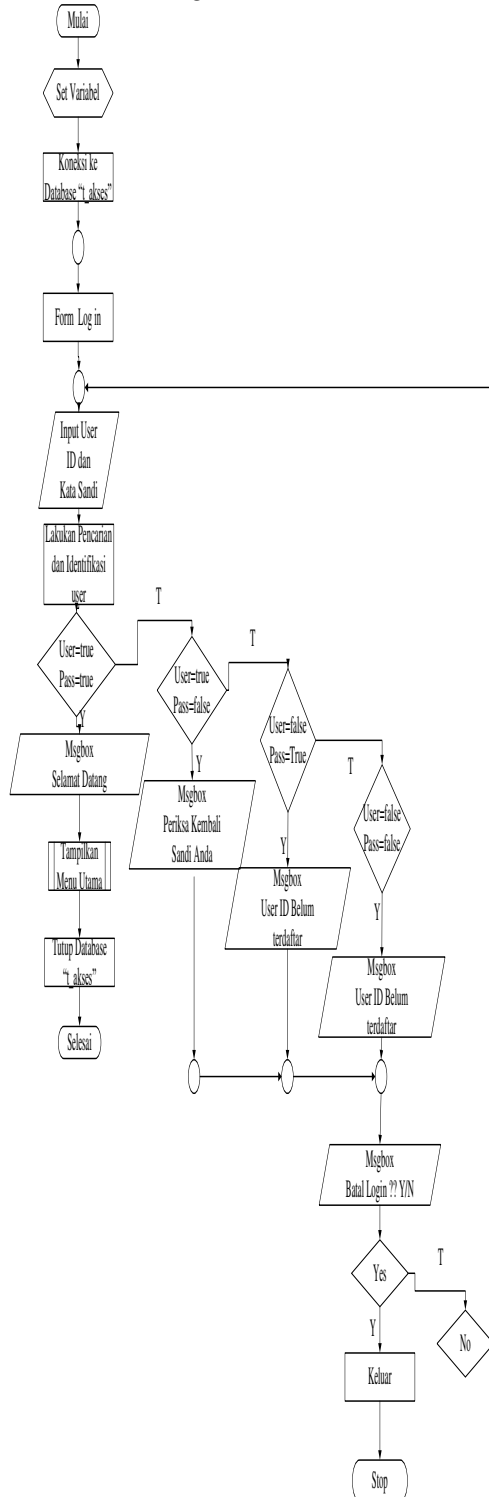 Mulai
Set Variabel
Koneksi ke
Database “t_akses”
Form Log in
Input User
ID dan
Kata Sandi
Lakukan Pencarian
dan Identifikasi
user
T
User=true
Pass=true
Y
T
User=true
Pass=false
Y
User=false
Pass=True
T
Y
User=false
Pass=false
Y
Msgbox
Selamat Datang
Msgbox
Periksa Kembali
Sandi Anda
Msgbox
User ID Belum
terdaftar
Msgbox
User ID Belum
terdaftar
Tampilkan
Menu Utama
Tutup Database
“t_akses”
Selesai
Msgbox
Batal Login ?? Y/N
Yes
T
Y
No
Keluar
Stop